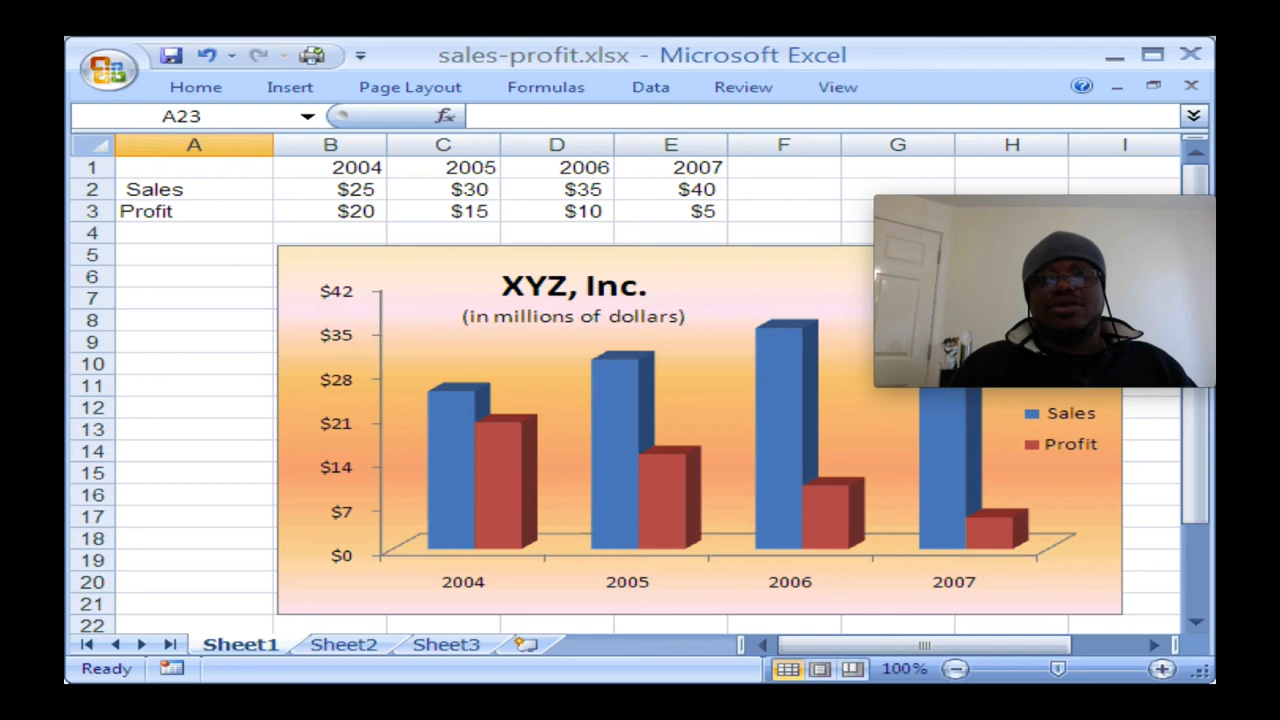 sales-profit.xlsx - Microsoft Excel
Home Insert Page Layout Formulas Data Review View
A23 fx
A B C D E F G H I
1 2004 2005 2006 2007
2 Sales $25 $30 $35 $40
3 Profit $20 $15 $10 $5
4
5
6 XYZ, Inc.
7 $42
8 (in millions of dollars)
9 $35
10
11 $28
12 Sales
13 $21
14 Profit
15 $14
16
17 $7
18
19 $0
20 2004 2005 2006 2007
21
22
Sheet1 Sheet2 Sheet3
Ready 100%